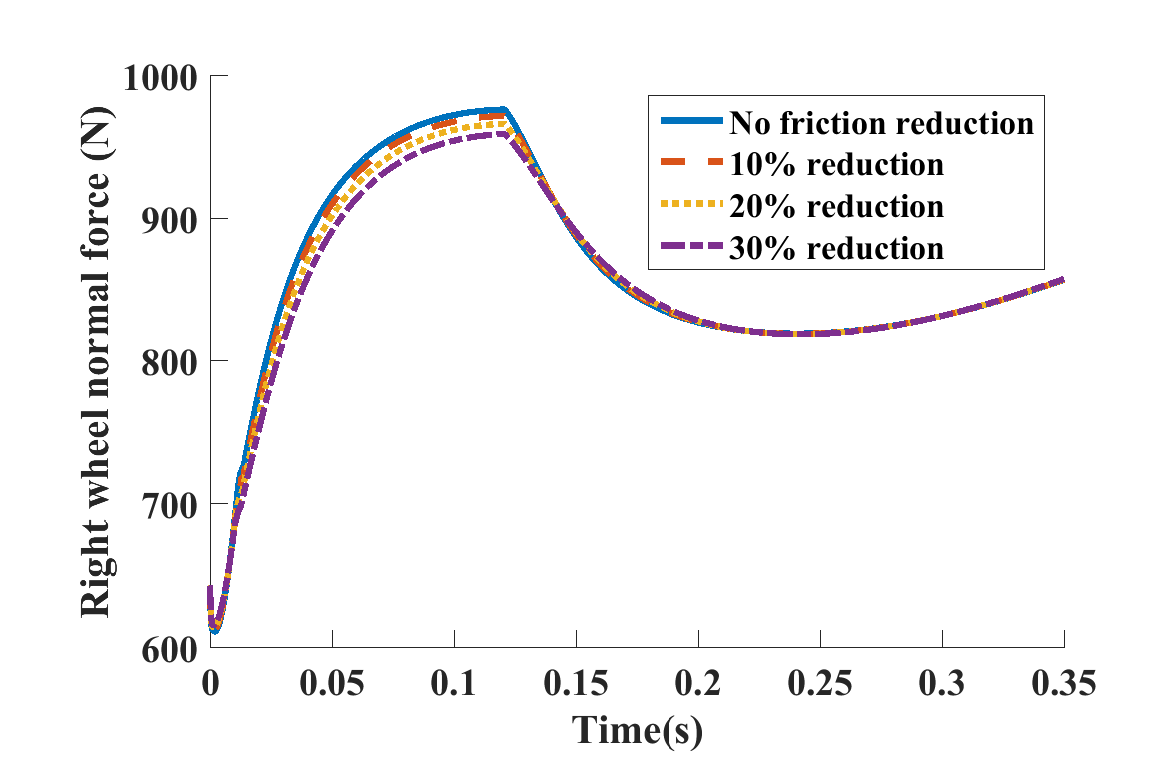 1000
900
800
700
600
Right wheel normal force (N)
No friction reduction
10% reduction
20% reduction
30% reduction
0 0.05 0.1 0.15 0.2 0.25 0.3 0.35
Time(s)